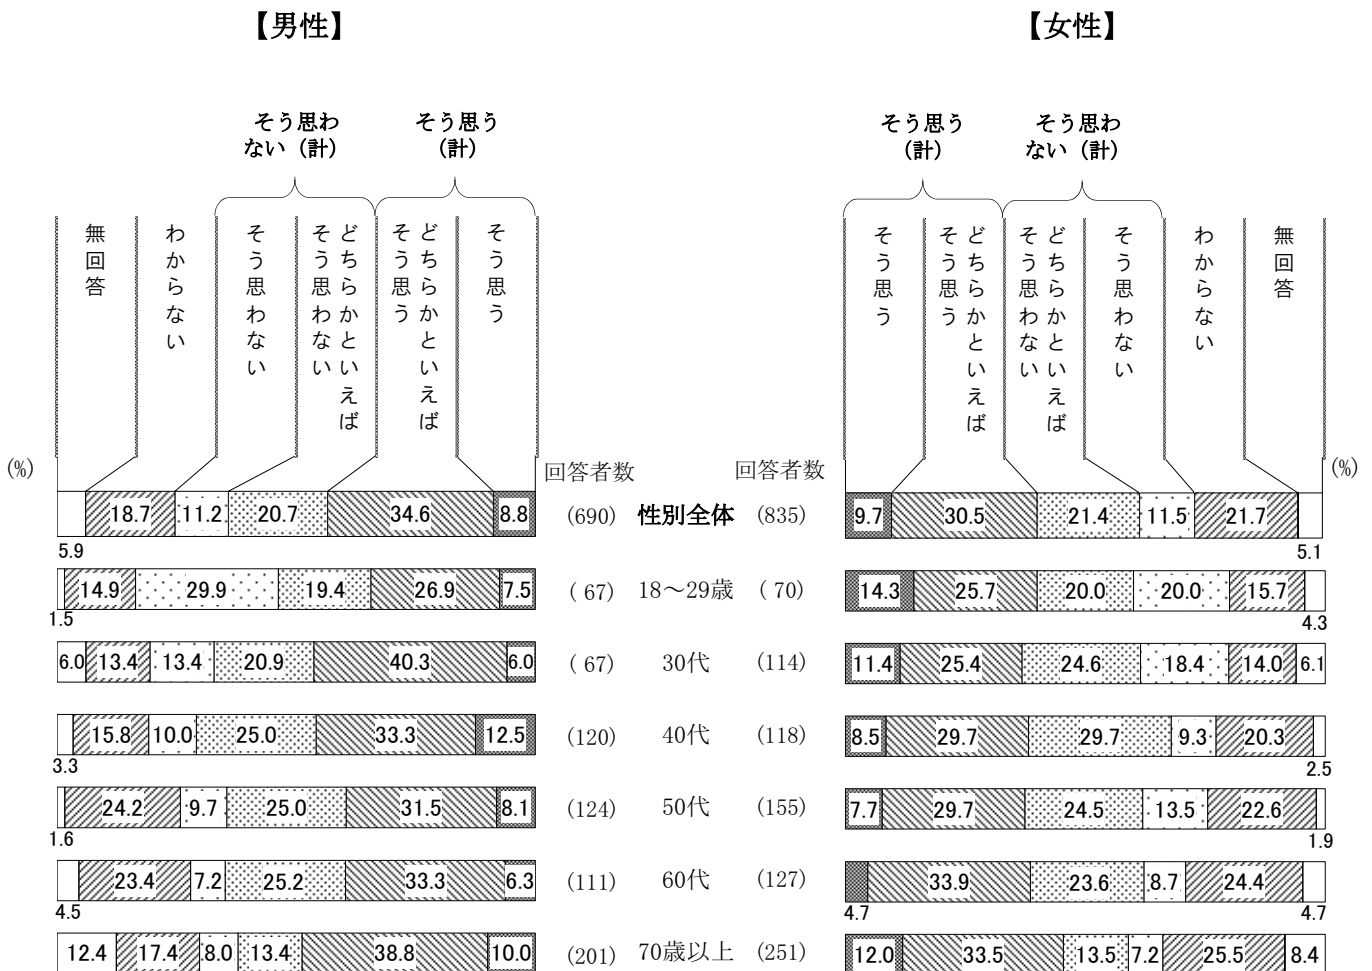 【男性】 【女性】
そう思わ
ない（計）
そう思う
（計）
そう思う
（計）
そう思わ
ない（計）
無回答
わからない
そう思わない
どちらかといえば
そう思わない
どちらかといえば
そう思う
そう思う
そう思う
どちらかといえば
そう思う
どちらかといえば
そう思わない
そう思わない
わからない
無回答
(%) 回答者数 回答者数 (%)
18.7 11.2 20.7 34.6 8.8 (690) 性別全体 (835) 9.7 30.5 21.4 11.5 21.7
5.9 5.1
14.9 29.9 19.4 26.9 7.5 ( 67) 18～29歳 ( 70) 14.3 25.7 20.0 20.0 15.7
1.5 4.3
6.0 13.4 13.4 20.9 40.3 6.0 ( 67) 30代 (114) 11.4 25.4 24.6 18.4 14.0 6.1
15.8 10.0 25.0 33.3 12.5 (120) 40代 (118) 8.5 29.7 29.7 9.3 20.3
3.3 2.5
24.2 9.7 25.0 31.5 8.1 (124) 50代 (155) 7.7 29.7 24.5 13.5 22.6
1.6 1.9
23.4 7.2 25.2 33.3 6.3 (111) 60代 (127) 33.9 23.6 8.7 24.4
4.5 4.7 4.7
12.4 17.4 8.0 13.4 38.8 10.0 (201) 70歳以上 (251) 12.0 33.5 13.5 7.2 25.5 8.4